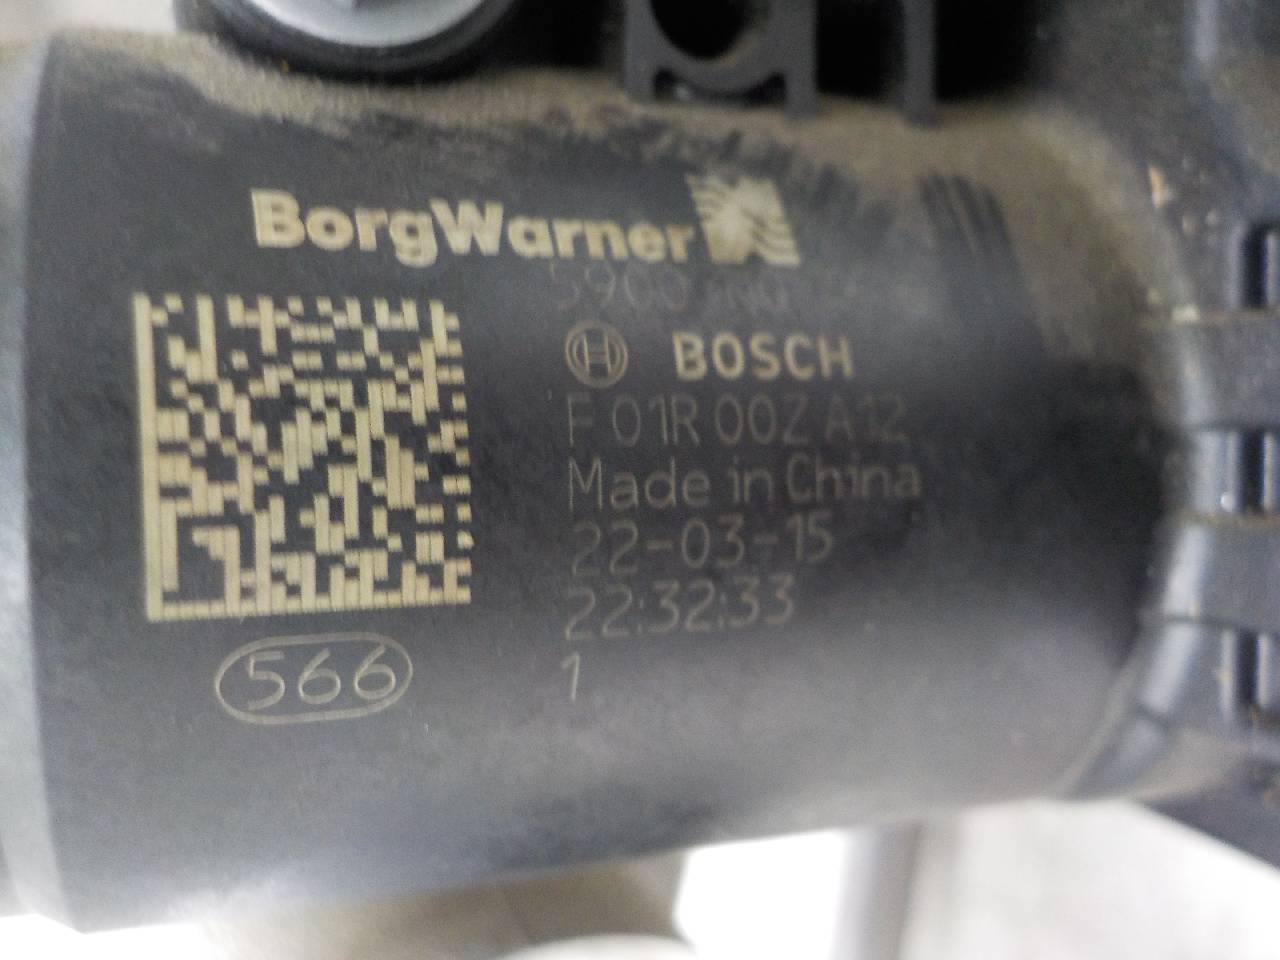 BorgWarner
BOSCH
F 01R 00Z A12
Made in China
22-03-15
22:32:33
1
566